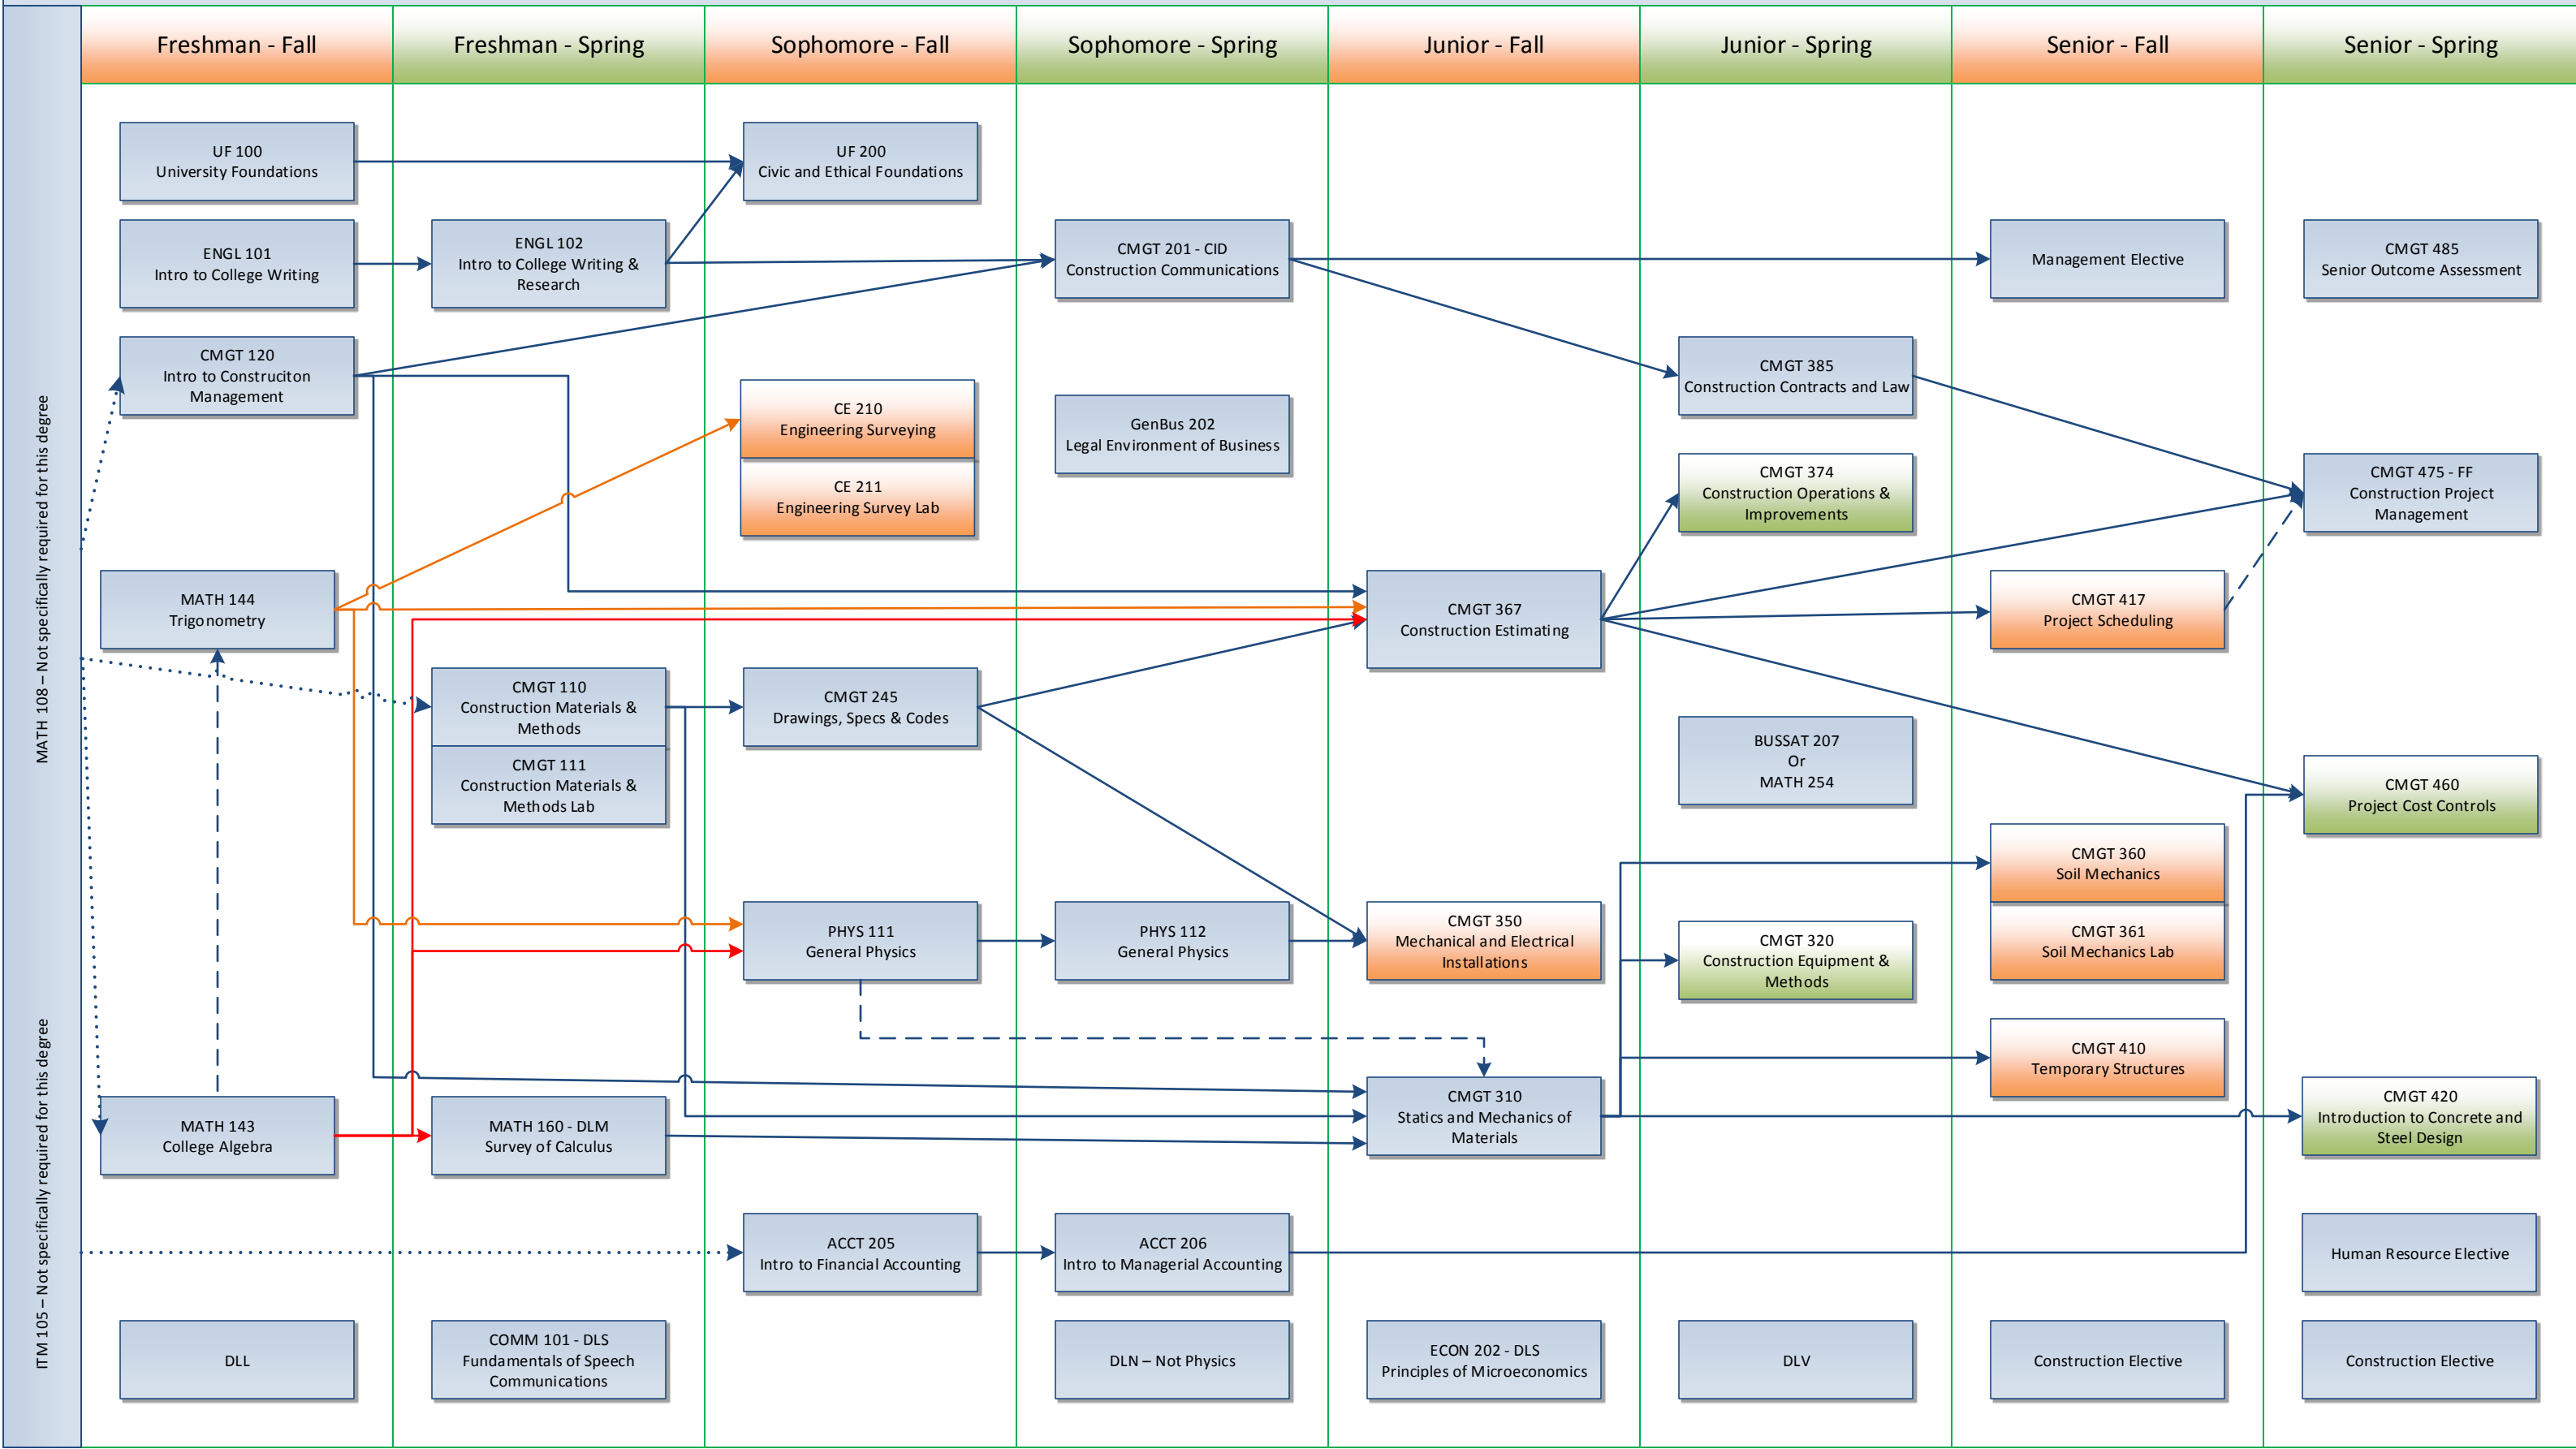 Freshman - Fall
Freshman - Spring
Sophomore - Fall
Sophomore - Spring
Junior - Fall
Junior - Spring
Senior - Fall
Senior - Spring
MATH 108 – Not specifically required for this degree
ITM 105 – Not specifically required for this degree
UF 100
University Foundations
ENGL 101
Intro to College Writing
CMGT 120
Intro to Construciton
Management
MATH 144
Trigonometry
MATH 143
College Algebra
DLL
ENGL 102
Intro to College Writing &
Research
CMGT 110
Construction Materials &
Methods
CMGT 111
Construction Materials &
Methods Lab
MATH 160 - DLM
Survey of Calculus
COMM 101 - DLS
Fundamentals of Speech
Communications
UF 200
Civic and Ethical Foundations
CE 210
Engineering Surveying
CE 211
Engineering Survey Lab
CMGT 245
Drawings, Specs & Codes
PHYS 111
General Physics
ACCT 205
Intro to Financial Accounting
CMGT 201 - CID
Construction Communications
GenBus 202
Legal Environment of Business
PHYS 112
General Physics
ACCT 206
Intro to Managerial Accounting
DLN – Not Physics
CMGT 367
Construction Estimating
CMGT 350
Mechanical and Electrical
Installations
CMGT 310
Statics and Mechanics of
Materials
ECON 202 - DLS
Principles of Microeconomics
CMGT 385
Construction Contracts and Law
CMGT 374
Construction Operations &
Improvements
BUSSAT 207
Or
MATH 254
CMGT 320
Construction Equipment &
Methods
DLV
Management Elective
CMGT 417
Project Scheduling
CMGT 360
Soil Mechanics
CMGT 361
Soil Mechanics Lab
CMGT 410
Temporary Structures
Construction Elective
CMGT 485
Senior Outcome Assessment
CMGT 475 - FF
Construction Project
Management
CMGT 460
Project Cost Controls
CMGT 420
Introduction to Concrete and
Steel Design
Human Resource Elective
Construction Elective